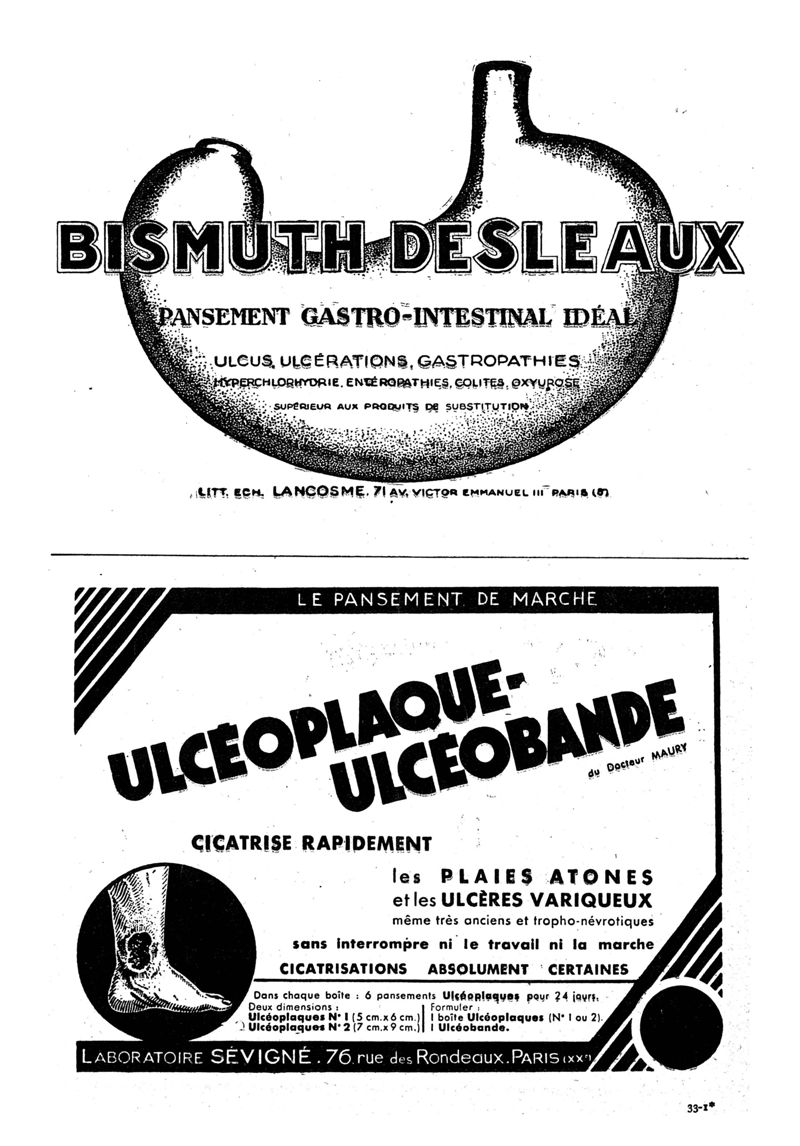 BISMUTH DESLEAUX
PANSEMENT GASTRO-INTESTINAL IDÉAL
ULCUS, ULCÉRATIONS, GASTROPATHIES
HYPERCHLORHYDRIE, ENTÉROPATHIES, COLITES, OXYUROSE
SUPÉRIEUR AUX PRODUITS DE SUBSTITUTION
LITT. ECH. LANCOSME. 71 AV. VICTOR EMMANUEL III PARIS (8e)
LE PANSEMENT DE MARCHE
ULCÉOPLAQUE-
ULCÉOBANDE
du Docteur MAURY
CICATRISE RAPIDEMENT
les PLAIES ATONES
et les ULCÈRES VARIQUEUX
même très anciens et tropho-névrotiques
sans interrompre ni le travail ni la marche
CICATRISATIONS ABSOLUMENT CERTAINES
Dans chaque boîte : 6 pansements Ulcéoplaques pour 24 jours.
Deux dimensions :
Ulcéoplaques N° 1 (5 cm. x 6 cm.)
Ulcéoplaques N° 2 (7 cm. x 9 cm.)
Formuler :
1 boîte Ulcéoplaques (N° 1 ou 2).
1 Ulcéobande.
LABORATOIRE SÉVIGNÉ. 76, rue des Rondeaux. PARIS (XXe)
33-1*